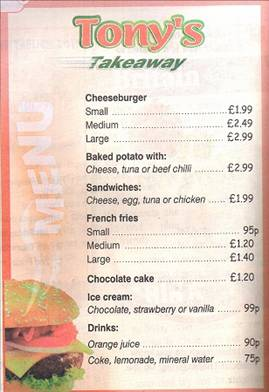 Tony's
Takeaway
MENU
Cheeseburger
Small .......................... £1.99
Medium ..................... £2.49
Large .......................... £2.99
Baked potato with:
Cheese, tuna or beef chilli ......... £2.99
Sandwiches:
Cheese, egg, tuna or chicken ..... £1.99
French fries
Small .............................. 95p
Medium ........................ £1.20
Large ............................ £1.40
Chocolate cake ................ £1.20
Ice cream:
Chocolate, strawberry or vanilla ....... 99p
Drinks:
Orange juice ........................ 90p
Coke, lemonade, mineral water ...... 75p